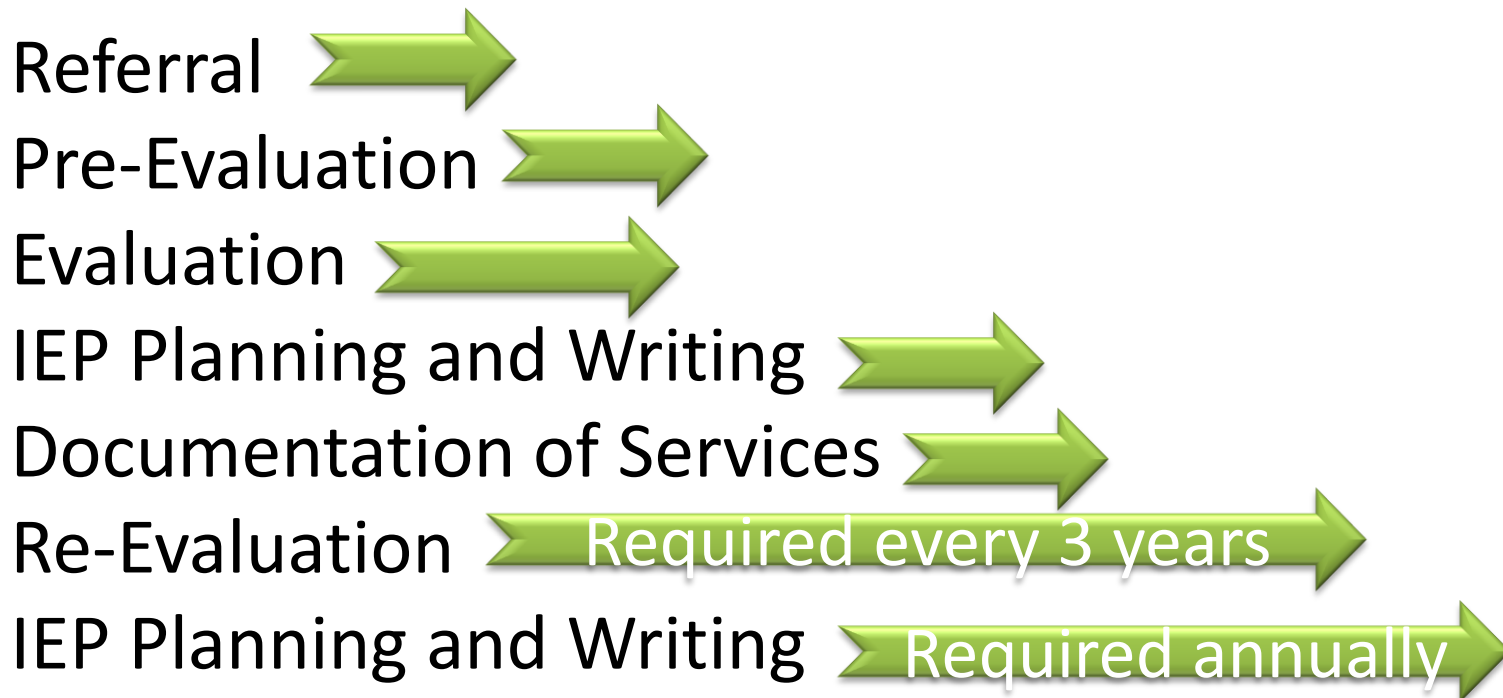 Referral
Pre-Evaluation
Evaluation
IEP Planning and Writing
Documentation of Services
Re-Evaluation Required every 3 years
IEP Planning and Writing Required annually